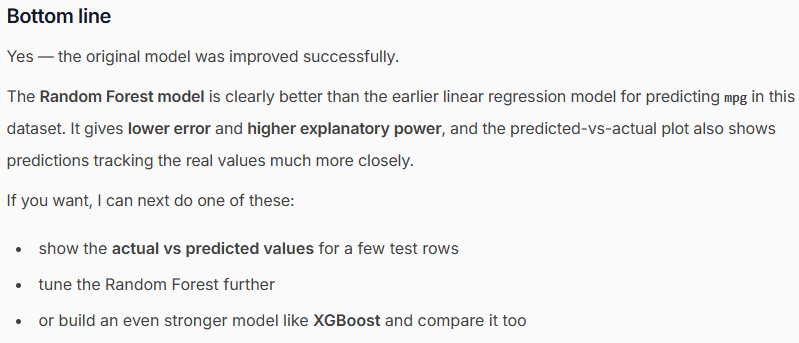 Bottom line
Yes — the original model was improved successfully.
The Random Forest model is clearly better than the earlier linear regression model for predicting mpg in this
dataset. It gives lower error and higher explanatory power, and the predicted-vs-actual plot also shows
predictions tracking the real values much more closely.
If you want, I can next do one of these:
• show the actual vs predicted values for a few test rows
• tune the Random Forest further
• or build an even stronger model like XGBoost and compare it too